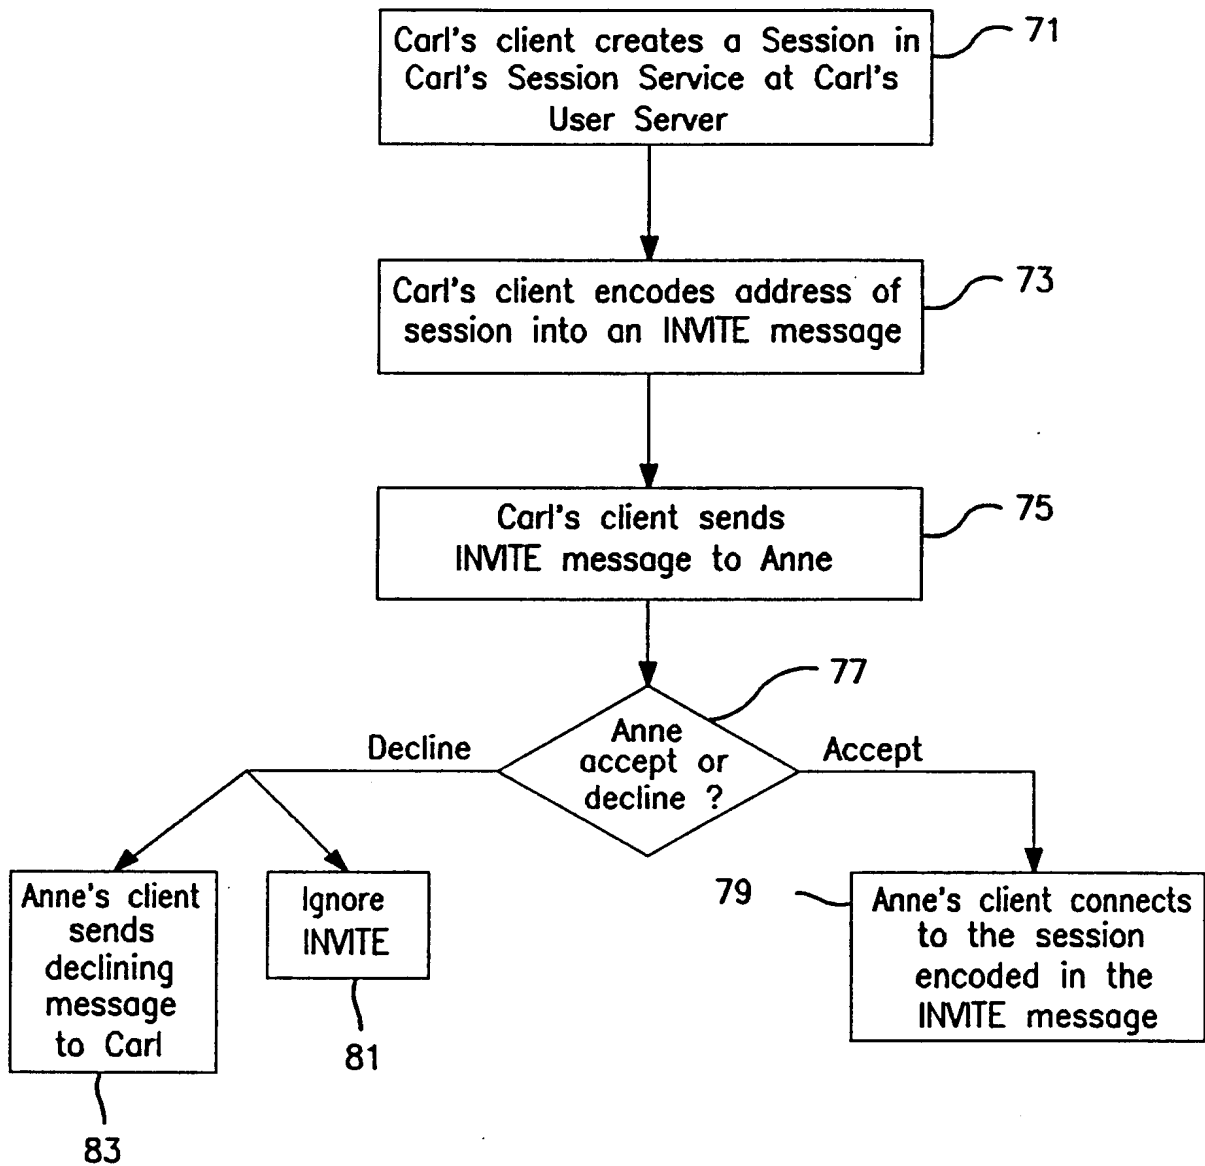 Carl's client creates a Session in
Carl's Session Service at Carl's
User Server
71
Carl's client encodes address of
session into an INVITE message
73
Carl's client sends
INVITE message to Anne
75
77
Anne
accept or
decline ?
Decline
Accept
Anne's client
sends
declining
message
to Carl
83
Ignore
INVITE
81
79
Anne's client connects
to the session
encoded in the
INVITE message